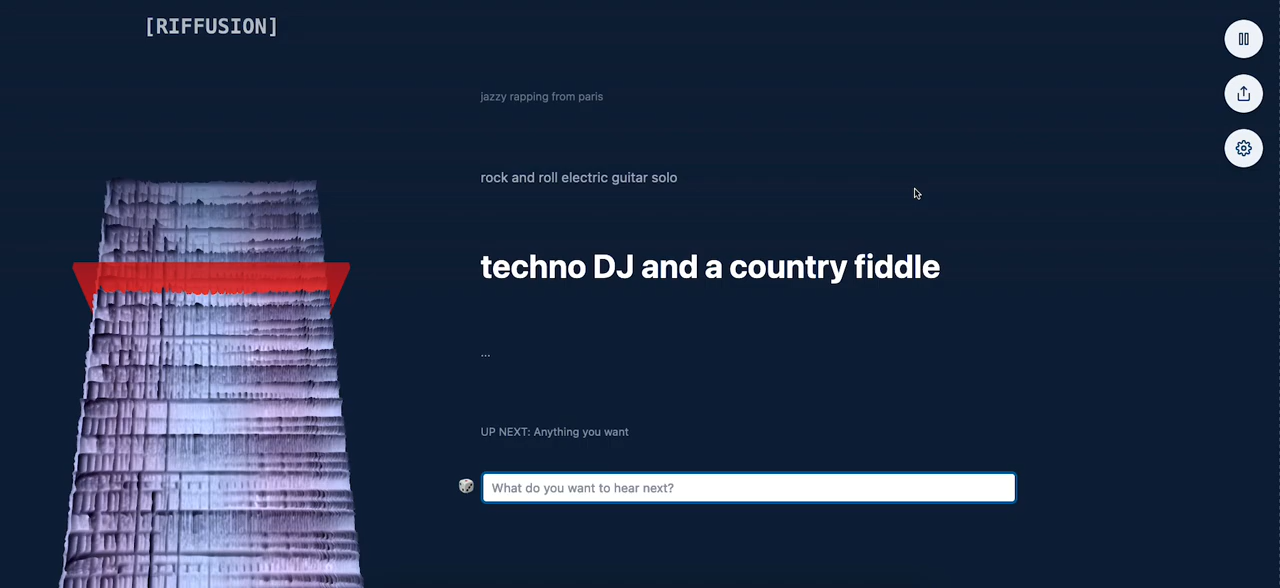 [RIFFUSION]
jazzy rapping from paris
rock and roll electric guitar solo
techno DJ and a country fiddle
...
UP NEXT: Anything you want
What do you want to hear next?